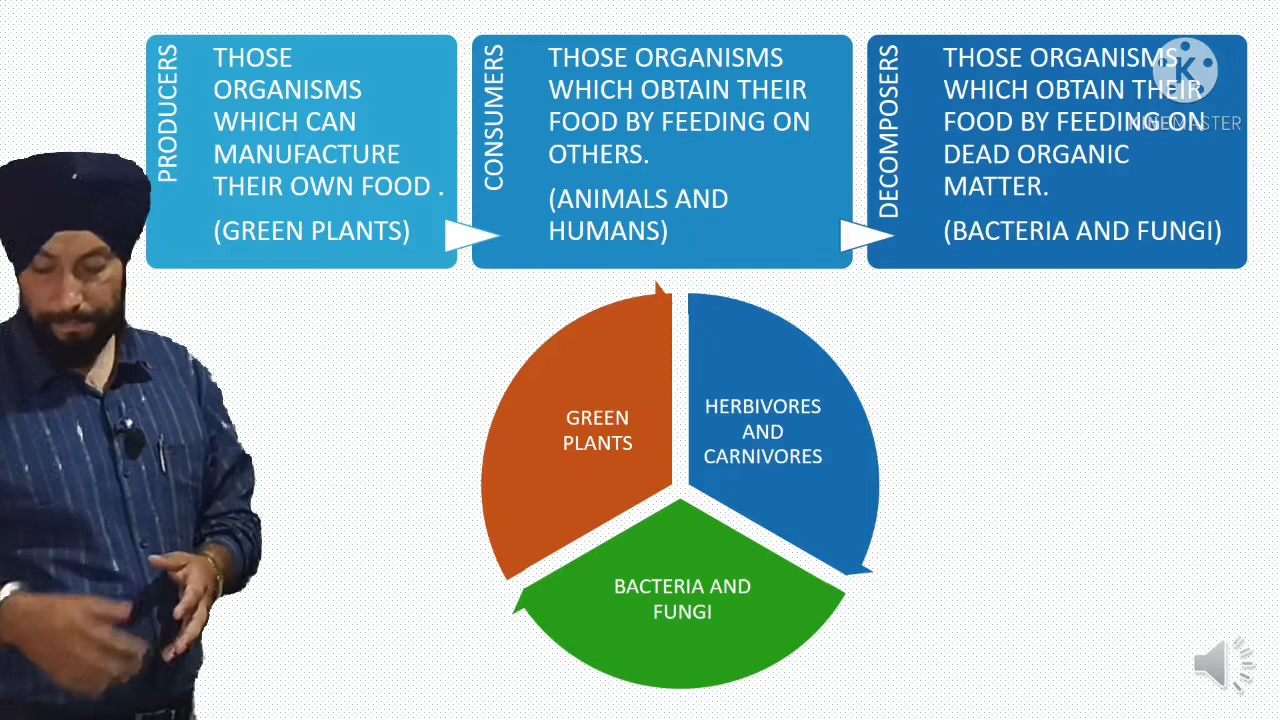 PRODUCERS
THOSE
ORGANISMS
WHICH CAN
MANUFACTURE
THEIR OWN FOOD .
(GREEN PLANTS)
CONSUMERS
THOSE ORGANISMS
WHICH OBTAIN THEIR
FOOD BY FEEDING ON
OTHERS.
(ANIMALS AND
HUMANS)
DECOMPOSERS
THOSE ORGANISMS
WHICH OBTAIN THEIR
FOOD BY FEEDING ON
DEAD ORGANIC
MATTER.
(BACTERIA AND FUNGI)
K
KINEMASTER
GREEN
PLANTS
HERBIVORES
AND
CARNIVORES
BACTERIA AND
FUNGI